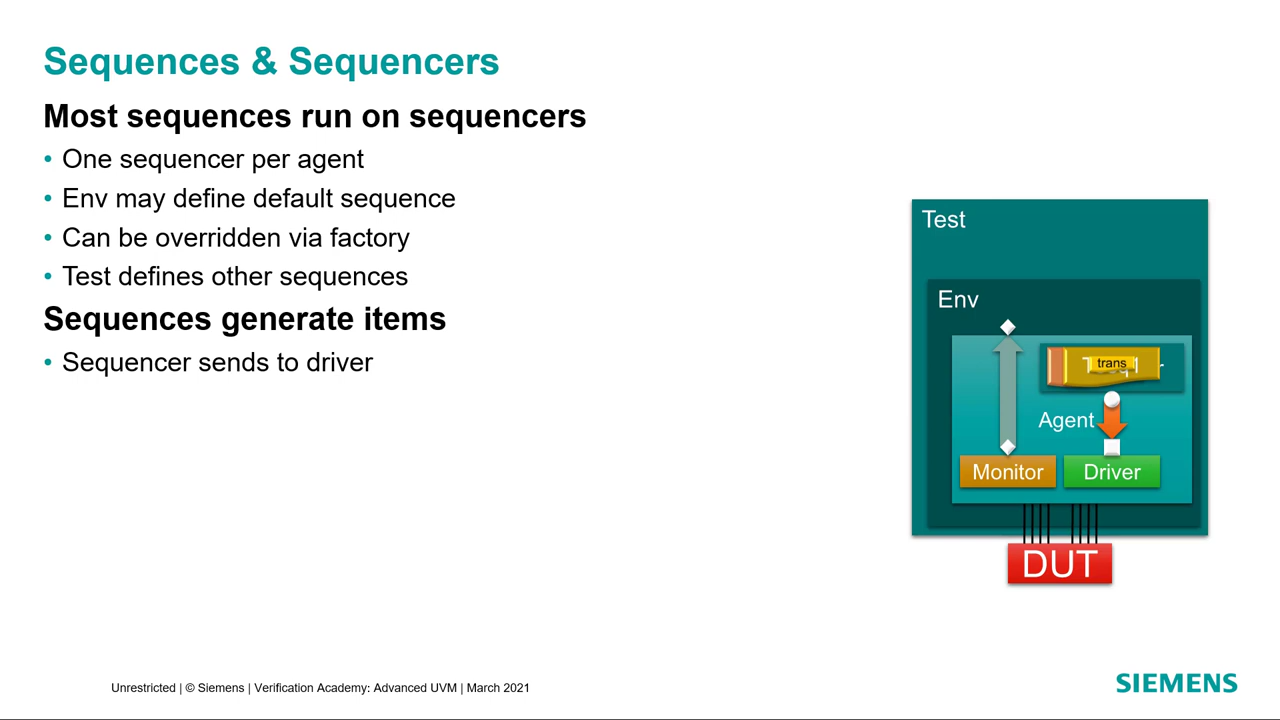 Sequences & Sequencers
Most sequences run on sequencers
• One sequencer per agent
• Env may define default sequence
• Can be overridden via factory
• Test defines other sequences
Sequences generate items
• Sequencer sends to driver
Test
Env
trans
Agent
Monitor
Driver
DUT
Unrestricted | © Siemens | Verification Academy: Advanced UVM | March 2021
SIEMENS